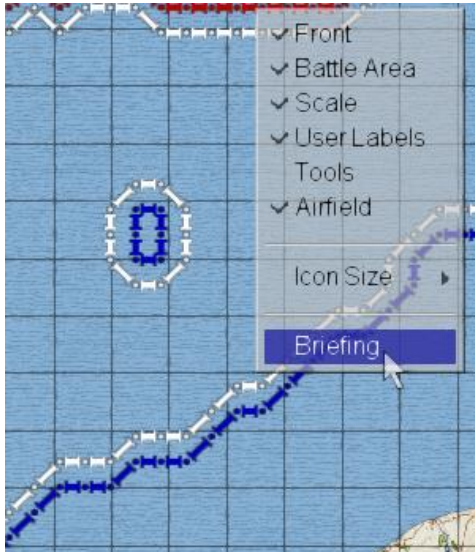 Front
Battle Area
Scale
User Labels
Tools
Airfield
Icon Size
Briefing